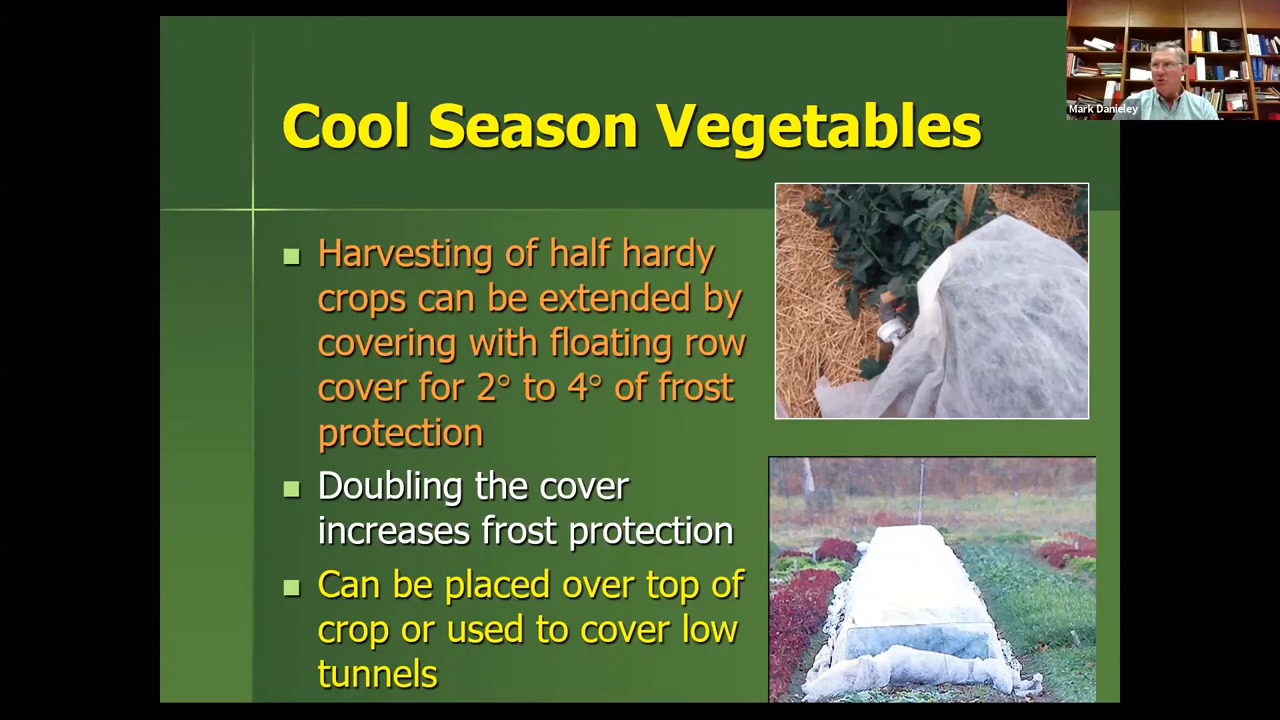 Cool Season Vegetables
Mark Danieley
Harvesting of half hardy
crops can be extended by
covering with floating row
cover for 2° to 4° of frost
protection
Doubling the cover
increases frost protection
Can be placed over top of
crop or used to cover low
tunnels